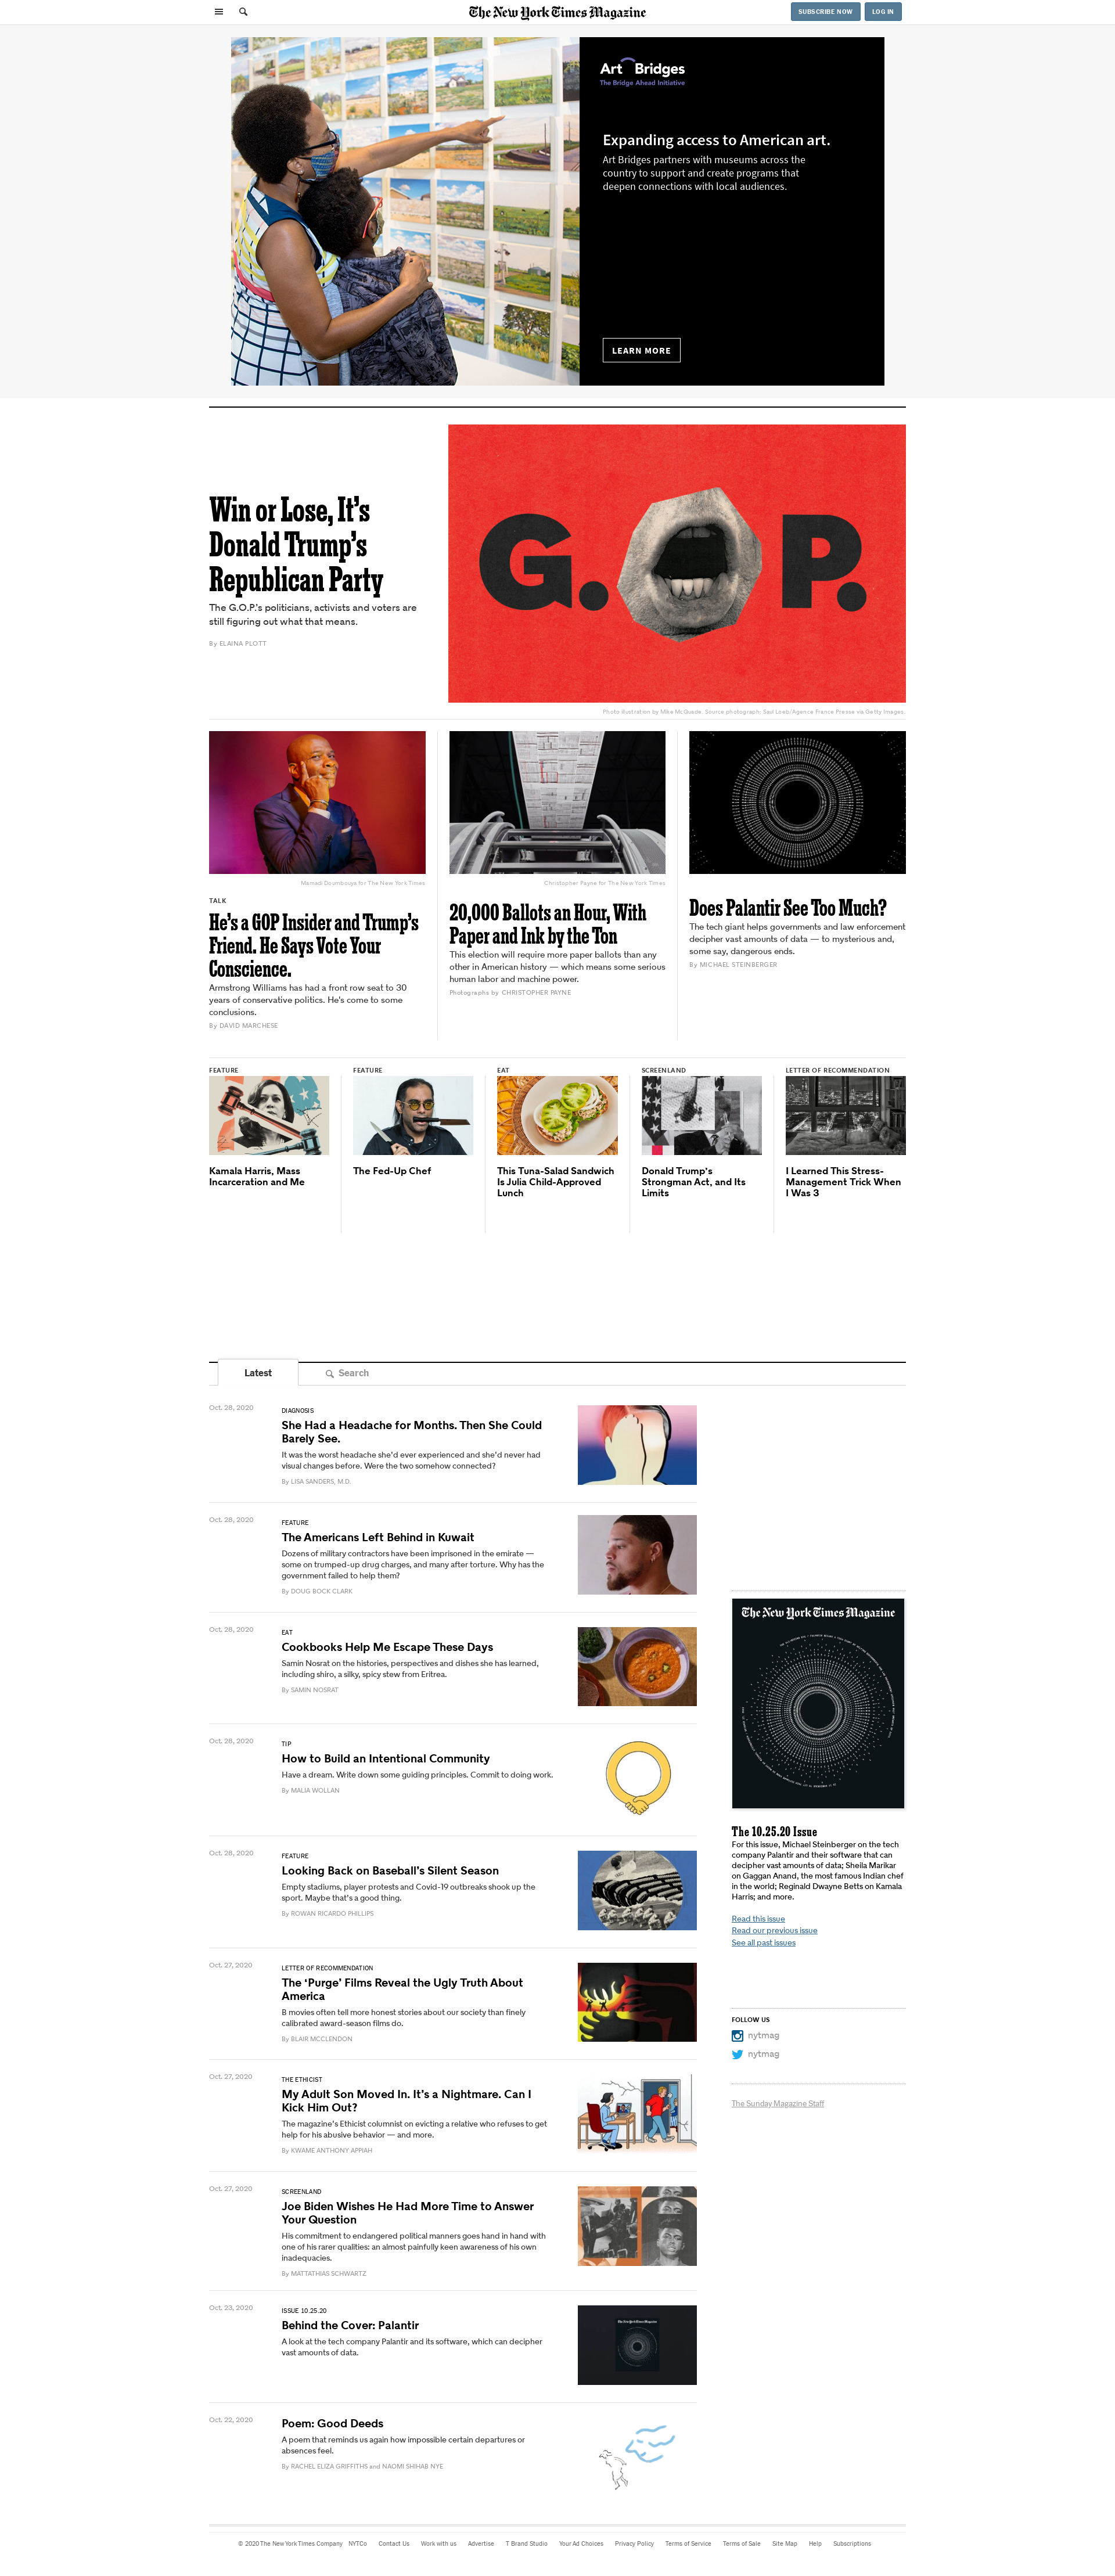 The New York Times Magazine
SUBSCRIBE NOW
LOG IN
Art Bridges
The Bridge Ahead Initiative
Expanding access to American art.
Art Bridges partners with museums across the
country to support and create programs that
deepen connections with local audiences.
LEARN MORE
Win or Lose, It’s
Donald Trump’s
Republican Party
The G.O.P.’s politicians, activists and voters are
still figuring out what that means.
By ELAINA PLOTT
G.O.P.
Photo illustration by Mike McQuade. Source photograph: Saul Loeb/Agence France Presse via Getty Images.
Mamadi Doumbouya for The New York Times
TALK
He’s a GOP Insider and Trump’s
Friend. He Says Vote Your
Conscience.
Armstrong Williams has had a front row seat to 30
years of conservative politics. He’s come to some
conclusions.
By DAVID MARCHESE
Christopher Payne for The New York Times
20,000 Ballots an Hour, With
Paper and Ink by the Ton
This election will require more paper ballots than any
other in American history — which means some serious
human labor and machine power.
Photographs by CHRISTOPHER PAYNE
Does Palantir See Too Much?
The tech giant helps governments and law enforcement
decipher vast amounts of data — to mysterious and,
some say, dangerous ends.
By MICHAEL STEINBERGER
FEATURE
Kamala Harris, Mass
Incarceration and Me
FEATURE
The Fed-Up Chef
EAT
This Tuna-Salad Sandwich
Is Julia Child-Approved
Lunch
SCREENLAND
Donald Trump’s
Strongman Act, and Its
Limits
LETTER OF RECOMMENDATION
I Learned This Stress-
Management Trick When
I Was 3
Latest
Search
Oct. 28, 2020
DIAGNOSIS
She Had a Headache for Months. Then She Could
Barely See.
It was the worst headache she’d ever experienced and she’d never had
visual changes before. Were the two somehow connected?
By LISA SANDERS, M.D.
Oct. 28, 2020
FEATURE
The Americans Left Behind in Kuwait
Dozens of military contractors have been imprisoned in the emirate —
some on trumped-up drug charges, and many after torture. Why has the
government failed to help them?
By DOUG BOCK CLARK
Oct. 28, 2020
EAT
Cookbooks Help Me Escape These Days
Samin Nosrat on the histories, perspectives and dishes she has learned,
including shiro, a silky, spicy stew from Eritrea.
By SAMIN NOSRAT
Oct. 28, 2020
TIP
How to Build an Intentional Community
Have a dream. Write down some guiding principles. Commit to doing work.
By MALIA WOLLAN
Oct. 28, 2020
FEATURE
Looking Back on Baseball’s Silent Season
Empty stadiums, player protests and Covid-19 outbreaks shook up the
sport. Maybe that’s a good thing.
By ROWAN RICARDO PHILLIPS
Oct. 27, 2020
LETTER OF RECOMMENDATION
The ‘Purge’ Films Reveal the Ugly Truth About
America
B movies often tell more honest stories about our society than finely
calibrated award-season films do.
By BLAIR MCCLENDON
Oct. 27, 2020
THE ETHICIST
My Adult Son Moved In. It’s a Nightmare. Can I
Kick Him Out?
The magazine’s Ethicist columnist on evicting a relative who refuses to get
help for his abusive behavior — and more.
By KWAME ANTHONY APPIAH
Oct. 27, 2020
SCREENLAND
Joe Biden Wishes He Had More Time to Answer
Your Question
His commitment to endangered political manners goes hand in hand with
one of his rarer qualities: an almost painfully keen awareness of his own
inadequacies.
By MATTATHIAS SCHWARTZ
Oct. 23, 2020
ISSUE 10.25.20
Behind the Cover: Palantir
A look at the tech company Palantir and its software, which can decipher
vast amounts of data.
Oct. 22, 2020
Poem: Good Deeds
A poem that reminds us again how impossible certain departures or
absences feel.
By RACHEL ELIZA GRIFFITHS and NAOMI SHIHAB NYE
The New York Times Magazine
The 10.25.20 Issue
For this issue, Michael Steinberger on the tech
company Palantir and their software that can
decipher vast amounts of data; Sheila Marikar
on Gaggan Anand, the most famous Indian chef
in the world; Reginald Dwayne Betts on Kamala
Harris; and more.
Read this issue
Read our previous issue
See all past issues
FOLLOW US
nytmag
nytmag
The Sunday Magazine Staff
© 2020 The New York Times Company NYTCo Contact Us Work with us Advertise T Brand Studio Your Ad Choices Privacy Policy Terms of Service Terms of Sale Site Map Help Subscriptions